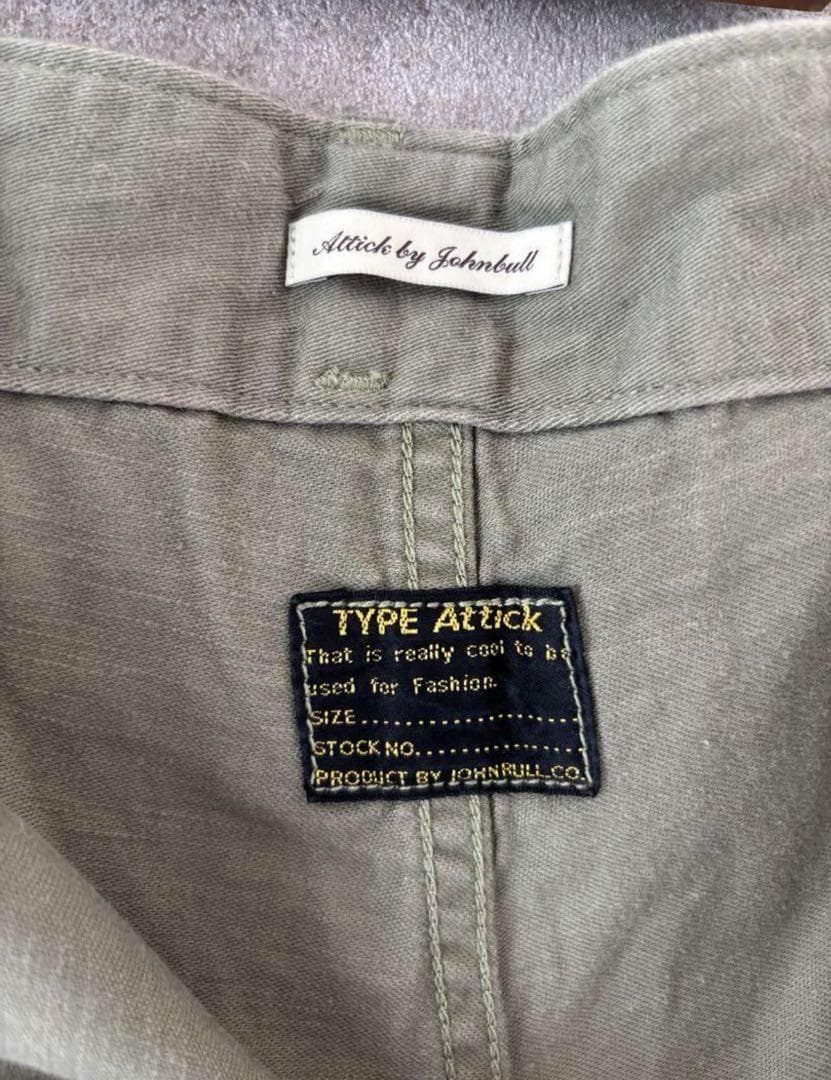 Attick by Johnbull
TYPE Attick
That is really cool to be
used for Fashion.
SIZE....................
STOCK NO................
PRODUCT BY JOHNBULL.CO.